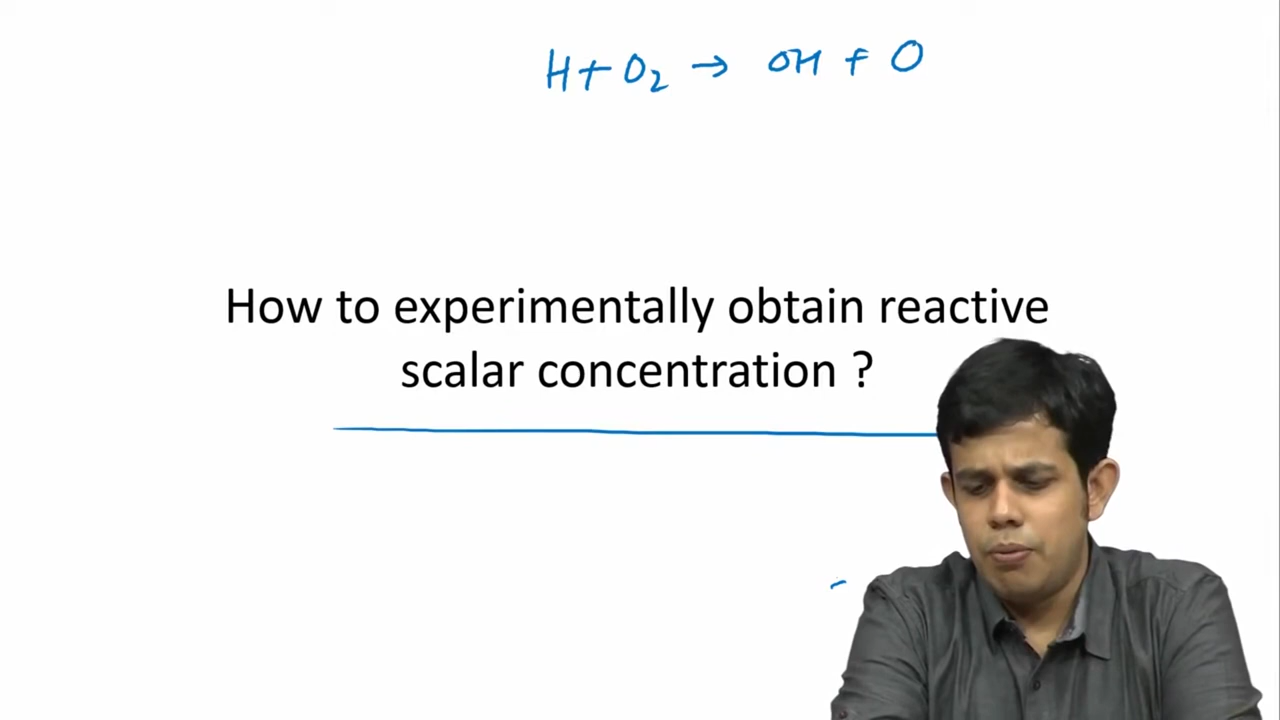 H + O₂ → OH + O
How to experimentally obtain reactive
scalar concentration ?